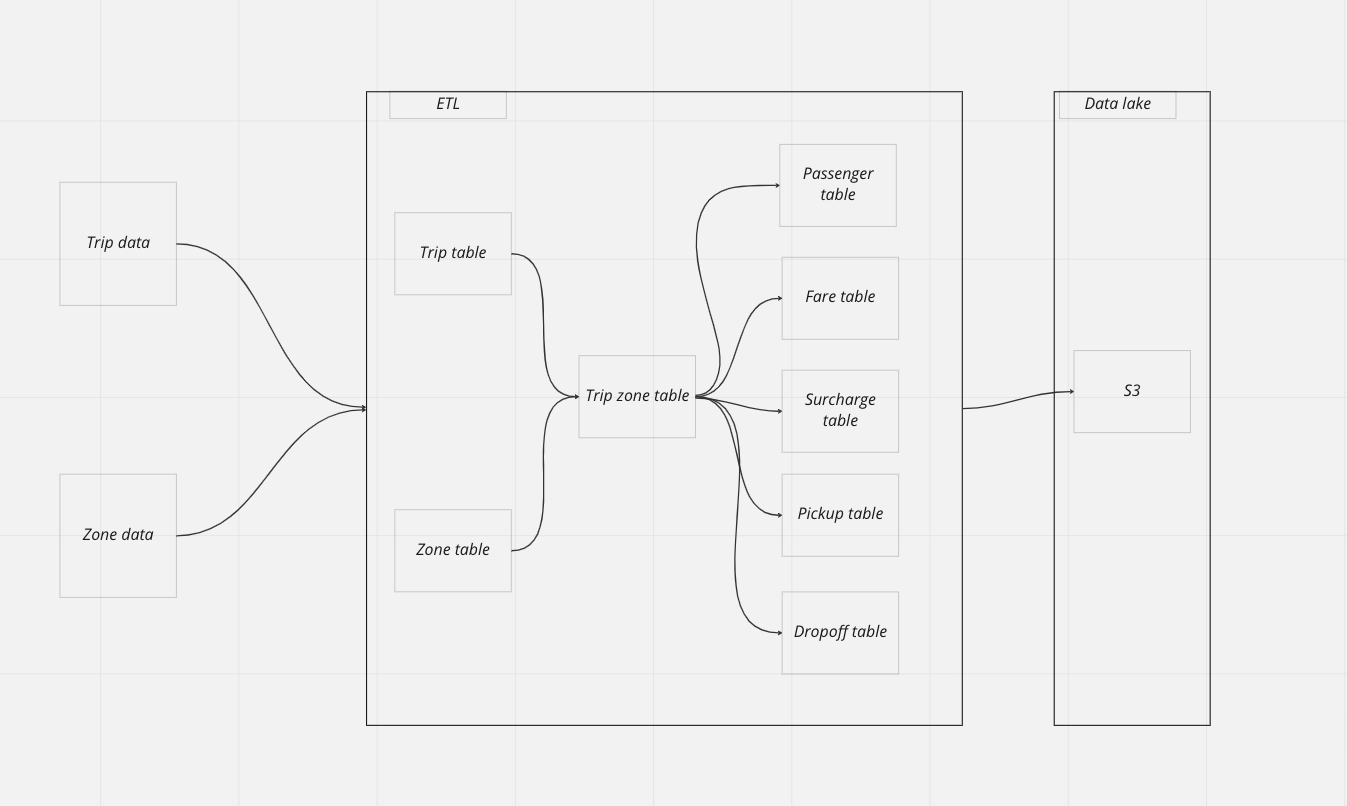 ETL
Data lake
Trip data
Zone data
Trip table
Zone table
Trip zone table
Passenger
table
Fare table
Surcharge
table
Pickup table
Dropoff table
S3